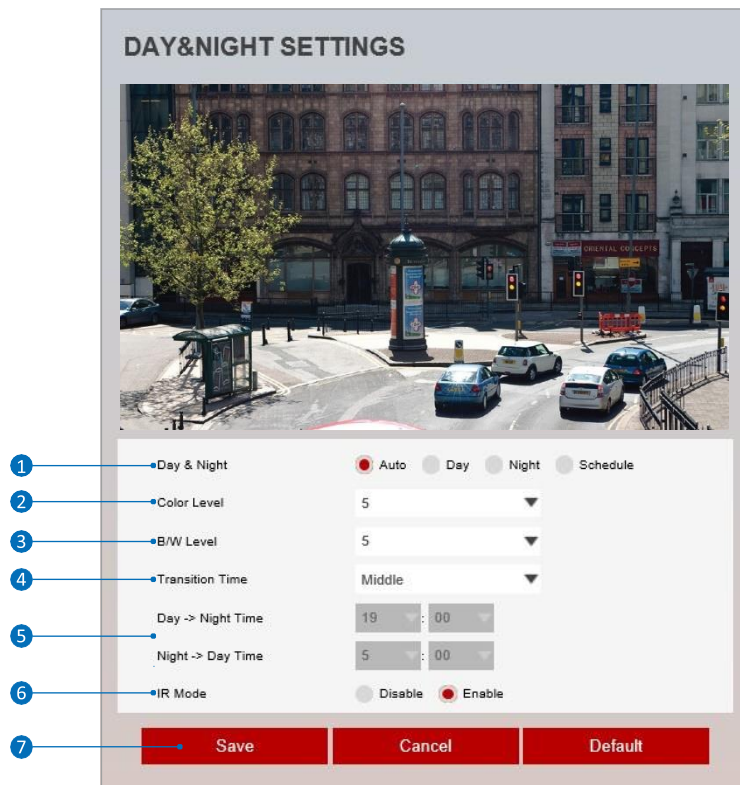 DAY&NIGHT SETTINGS
ORIENTAL CONCEPTS
1 Day & Night Auto Day Night Schedule
2 Color Level 5
3 B/W Level 5
4 Transition Time Middle
Day -> Night Time 19 : 00
5
Night -> Day Time 5 : 00
6 IR Mode Disable Enable
7 Save Cancel Default